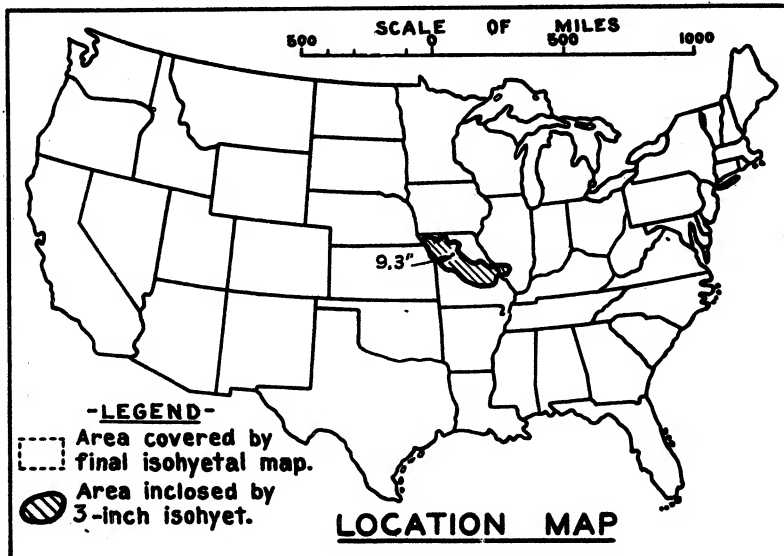 SCALE OF MILES
500 0 500 1000
9.3"
-LEGEND-
Area covered by
final isohyetal map.
Area inclosed by
3-inch isohyet.
LOCATION MAP